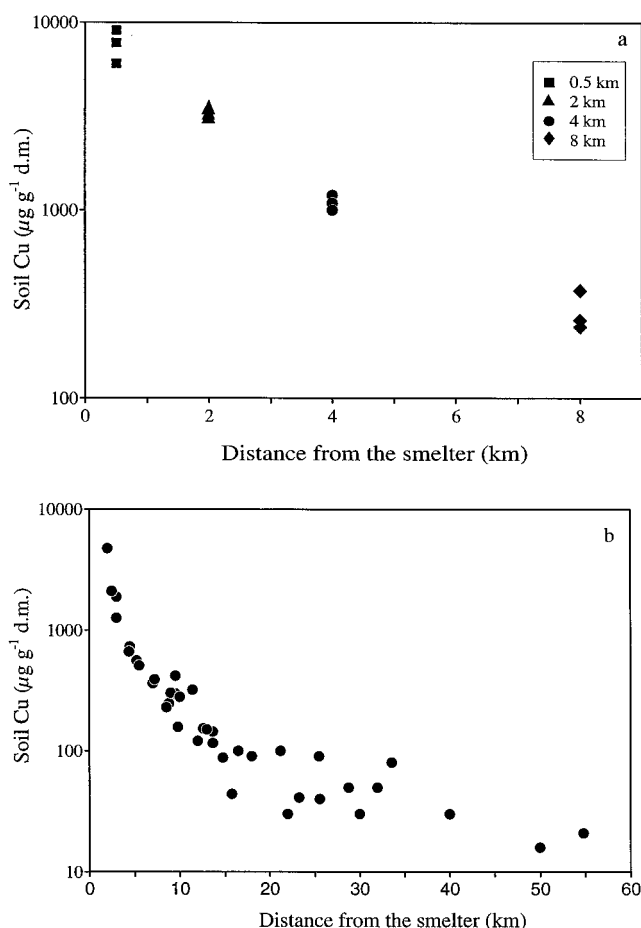 a
10000
1000
100
Soil Cu (µg g⁻¹ d.m.)
0.5 km
2 km
4 km
8 km
0 2 4 6 8
Distance from the smelter (km)
b
10000
1000
100
10
Soil Cu (µg g⁻¹ d.m.)
0 10 20 30 40 50 60
Distance from the smelter (km)